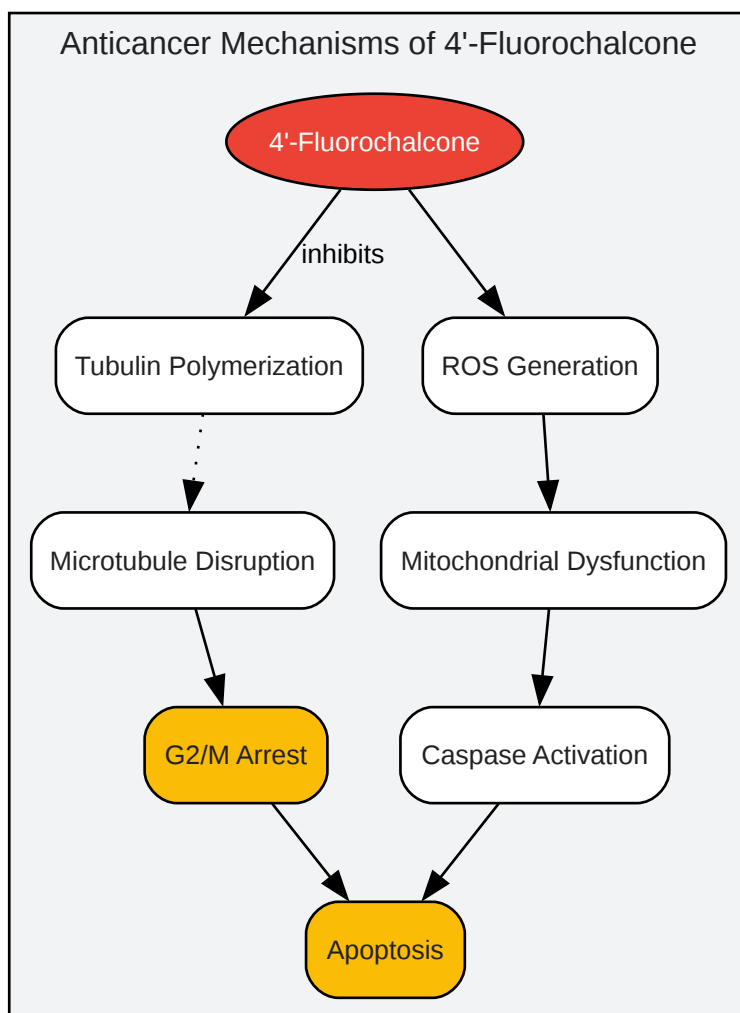 Anticancer Mechanisms of 4'-Fluorochalcone
4'-Fluorochalcone
inhibits
Tubulin Polymerization
ROS Generation
Microtubule Disruption
Mitochondrial Dysfunction
G2/M Arrest
Caspase Activation
Apoptosis